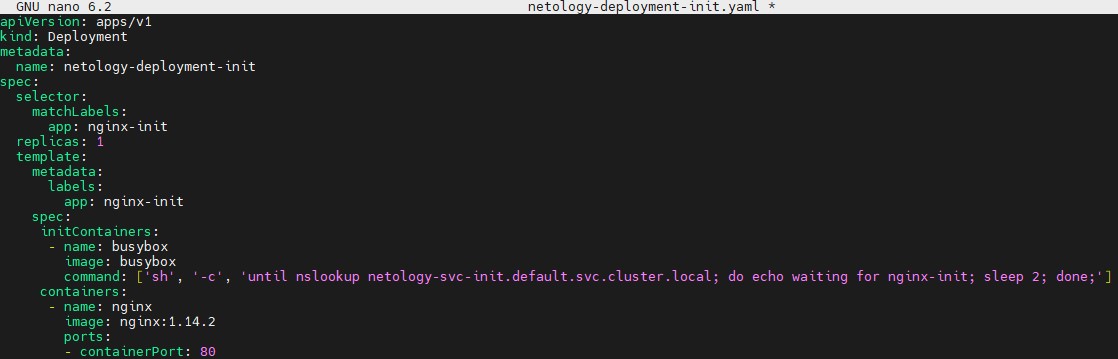 GNU nano 6.2 netology-deployment-init.yaml *
apiVersion: apps/v1
kind: Deployment
metadata:
  name: netology-deployment-init
spec:
  selector:
    matchLabels:
      app: nginx-init
  replicas: 1
  template:
    metadata:
      labels:
        app: nginx-init
    spec:
     initContainers:
      - name: busybox
        image: busybox
        command: ['sh', '-c', 'until nslookup netology-svc-init.default.svc.cluster.local; do echo waiting for nginx-init; sleep 2; done;']
     containers:
      - name: nginx
        image: nginx:1.14.2
        ports:
        - containerPort: 80